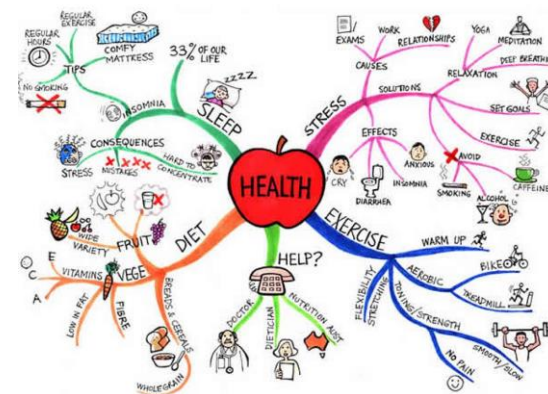 HEALTH
SLEEP
33% OF OUR LIFE
ZZZZ
INSOMNIA
TIPS
REGULAR EXERCISE
COMFY MATTRESS
REGULAR HOURS
NO SMOKING
CONSEQUENCES
STRESS
MISTAKES
HARD TO CONCENTRATE
STRESS
CAUSES
EXAMS
WORK
RELATIONSHIPS
SOLUTIONS
RELAXATION
YOGA
MEDITATION
DEEP BREATH
SET GOALS
EXERCISE
AVOID
CAFFEINE
ALCOHOL
SMOKING
EFFECTS
CRY
DIARRHEA
INSOMNIA
ANXIOUS
EXERCISE
WARM UP
AEROBIC
BIKE
TREADMILL
TONING/STRENGTH
SMOOTH/SLOW
NO PAIN
FLEXIBILITY
STRETCHING
HELP?
DOCTOR
DIETICIAN
NUTRITION AUST
DIET
FRUIT
WIDE VARIETY
VEGE
VITAMINS
E
C
A
LOW IN FAT
FIBRE
BREADS & CEREALS
WHOLEGRAIN